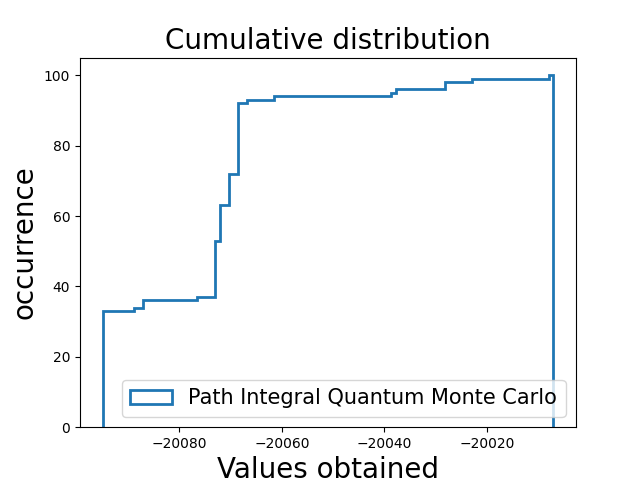 Cumulative distribution
occurrence
100
80
60
40
20
0
Path Integral Quantum Monte Carlo
−20080 −20060 −20040 −20020
Values obtained